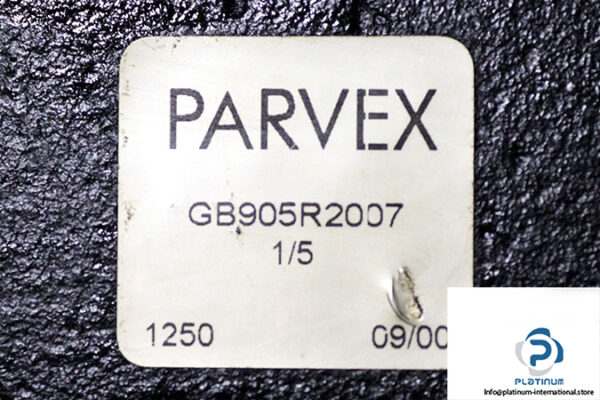 PARVEX
GB905R2007
1/5
1250 09/00
PLATINUM
Info@platinum-international.store